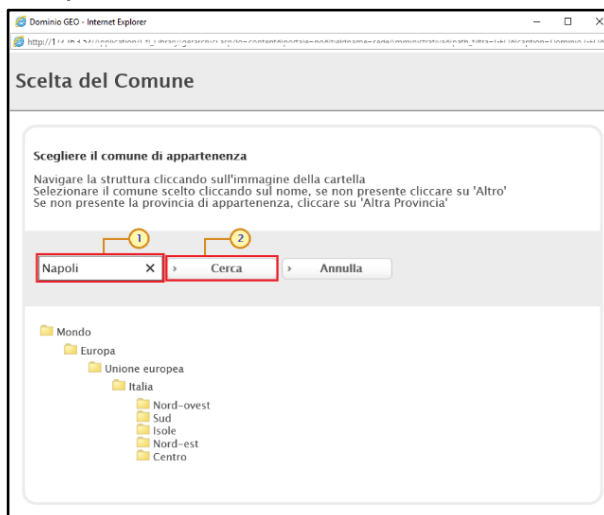 Dominio GEO - Internet Explorer
Scelta del Comune
Scegliere il comune di appartenenza
Navigare la struttura cliccando sull'immagine della cartella
Selezionare il comune scelto cliccando sul nome, se non presente cliccare su 'Altro'
Se non presente la provincia di appartenenza, cliccare su 'Altra Provincia'
1 2
Napoli X › Cerca › Annulla
Mondo
Europa
Unione europea
Italia
Nord-ovest
Sud
Isole
Nord-est
Centro